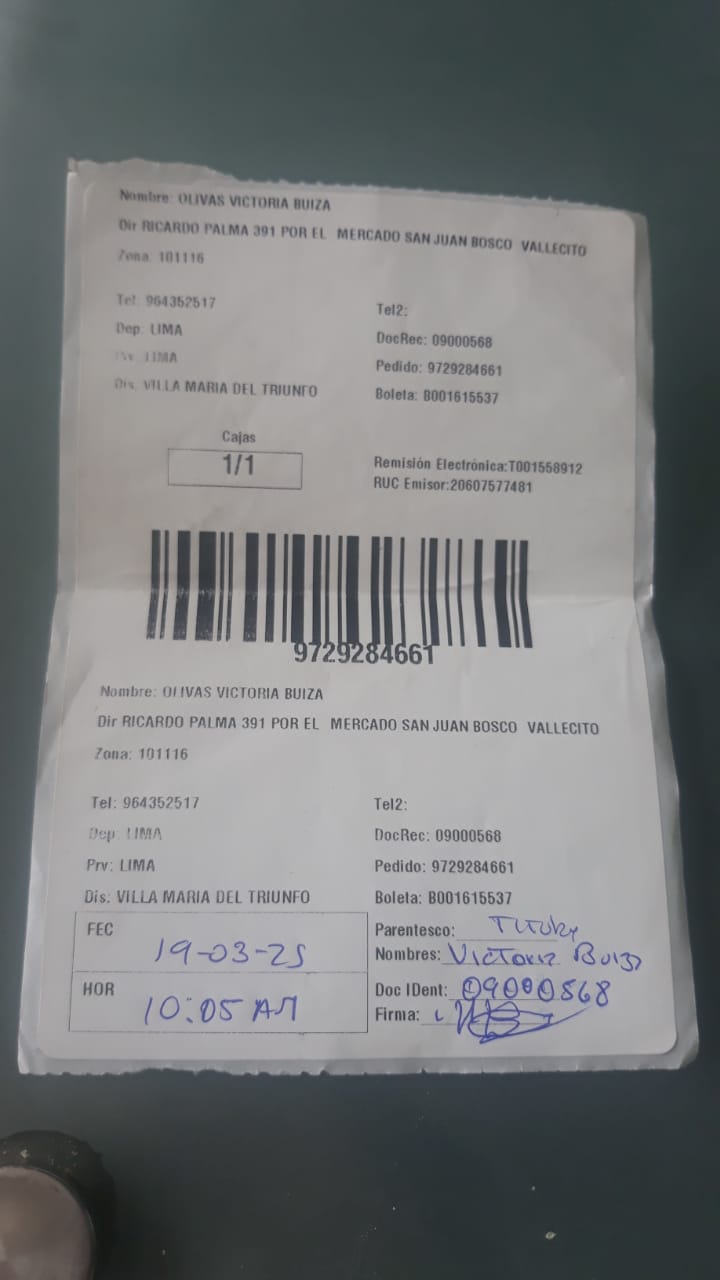 Nombre: OLIVAS VICTORIA BUIZA
Dir RICARDO PALMA 391 POR EL MERCADO SAN JUAN BOSCO VALLECITO
Zona: 101116
Tel: 964352517
Tel2:
Dep: LIMA
DocRec: 09000568
Prv: LIMA
Pedido: 9729284661
Dis: VILLA MARIA DEL TRIUNFO
Boleta: B001615537
Cajas
1/1
Remisión Electrónica:T001558912
RUC Emisor:20607577481
9729284661
Nombre: OLIVAS VICTORIA BUIZA
Dir RICARDO PALMA 391 POR EL MERCADO SAN JUAN BOSCO VALLECITO
Zona: 101116
Tel: 964352517
Tel2:
Dep: LIMA
DocRec: 09000568
Prv: LIMA
Pedido: 9729284661
Dis: VILLA MARIA DEL TRIUNFO
Boleta: B001615537
FEC
19-03-25
Parentesco:
Nombres: Victoria Buiza
HOR
10:05 AM
Doc IDent: 09000568
Firma: